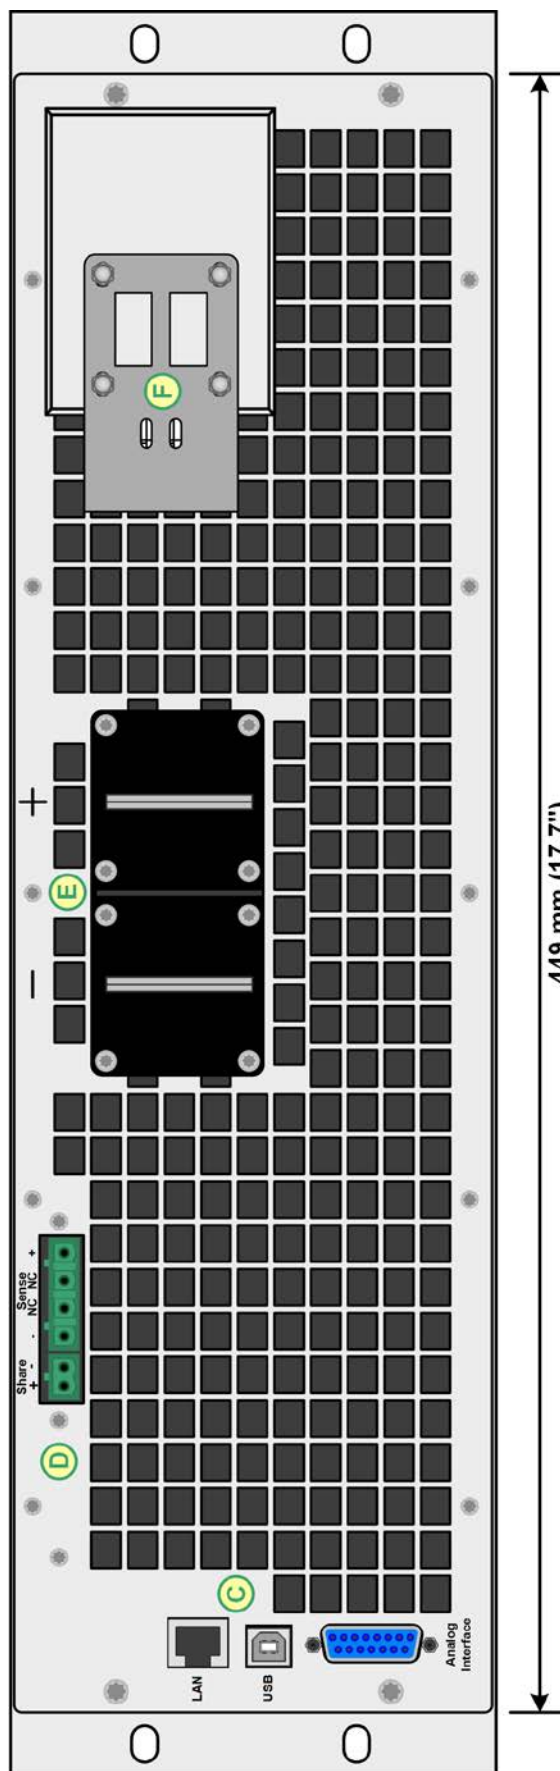 F
+
E
−
449 mm (17.7")
+
NC
Sense
NC
-
Share
-
+
D
C
LAN
USB
Analog
Interface